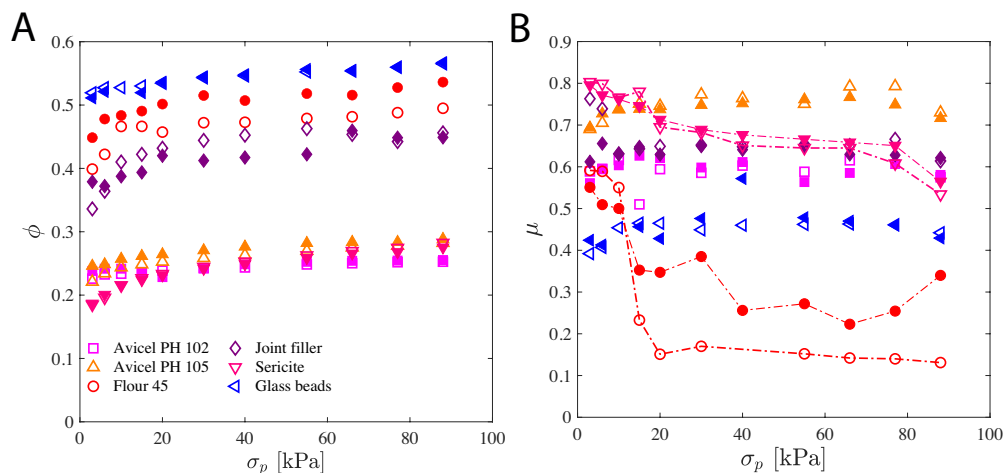 A
0.6
0.5
0.4
0.3
0.2
0.1
0
ϕ
Avicel PH 102
Avicel PH 105
Flour 45
Joint filler
Sericite
Glass beads
0
20
40
60
80
100
σp [kPa]
B
0.9
0.8
0.7
0.6
0.5
0.4
0.3
0.2
0.1
0
μ
0
20
40
60
80
100
σp [kPa]